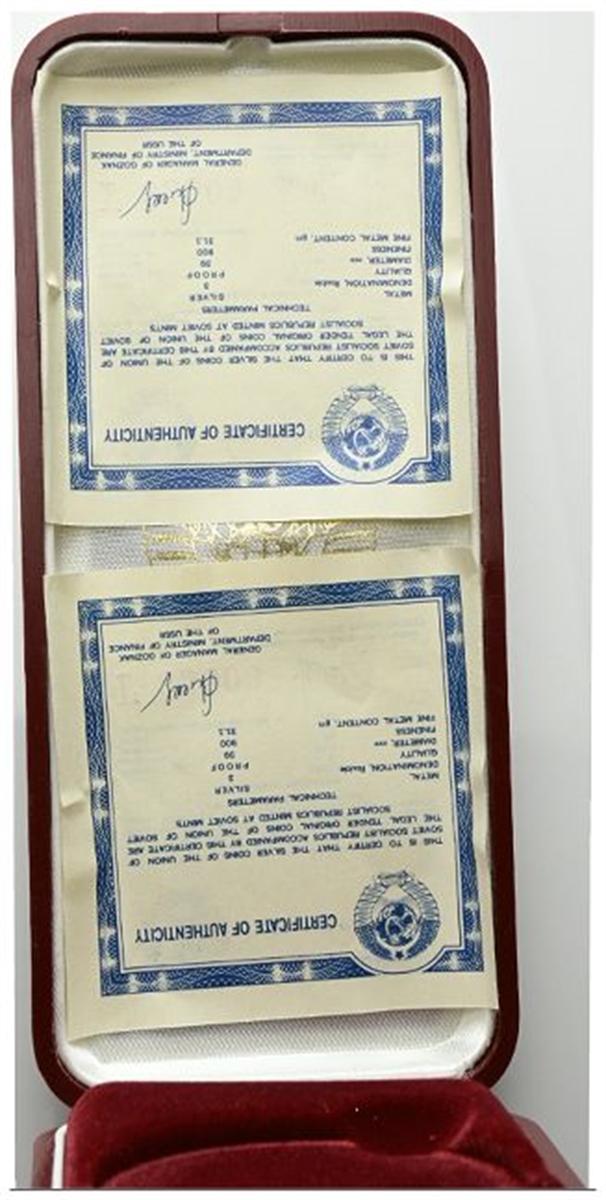 CERTIFICATE OF AUTHENTICITY
THIS IS TO CERTIFY THAT THE SILVER COINS OF THE UNION OF
SOVIET SOCIALIST REPUBLICS ACCOMPANIED BY THIS CERTIFICATE ARE
THE LEGAL TENDER, ORIGINAL COINS OF THE UNION OF SOVIET
SOCIALIST REPUBLICS MINTED AT SOVIET MINTS
TECHNICAL PARAMETERS
METAL SILVER
DENOMINATION, Rouble 3
QUALITY PROOF
DIAMETER, mm 39
FINENESS 900
FINE METAL CONTENT, gm 31.1
GENERAL MANAGER OF GOZNAK
DEPARTMENT, MINISTRY OF FINANCE
OF THE USSR
CERTIFICATE OF AUTHENTICITY
THIS IS TO CERTIFY THAT THE SILVER COINS OF THE UNION OF
SOVIET SOCIALIST REPUBLICS ACCOMPANIED BY THIS CERTIFICATE ARE
THE LEGAL TENDER, ORIGINAL COINS OF THE UNION OF SOVIET
SOCIALIST REPUBLICS MINTED AT SOVIET MINTS
TECHNICAL PARAMETERS
METAL SILVER
DENOMINATION, Rouble 3
QUALITY PROOF
DIAMETER, mm 39
FINENESS 900
FINE METAL CONTENT, gm 31.1
GENERAL MANAGER OF GOZNAK
DEPARTMENT, MINISTRY OF FINANCE
OF THE USSR